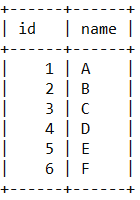 +------+------+
| id   | name |
+------+------+
|    1 | A    |
|    2 | B    |
|    3 | C    |
|    4 | D    |
|    5 | E    |
|    6 | F    |
+------+------+